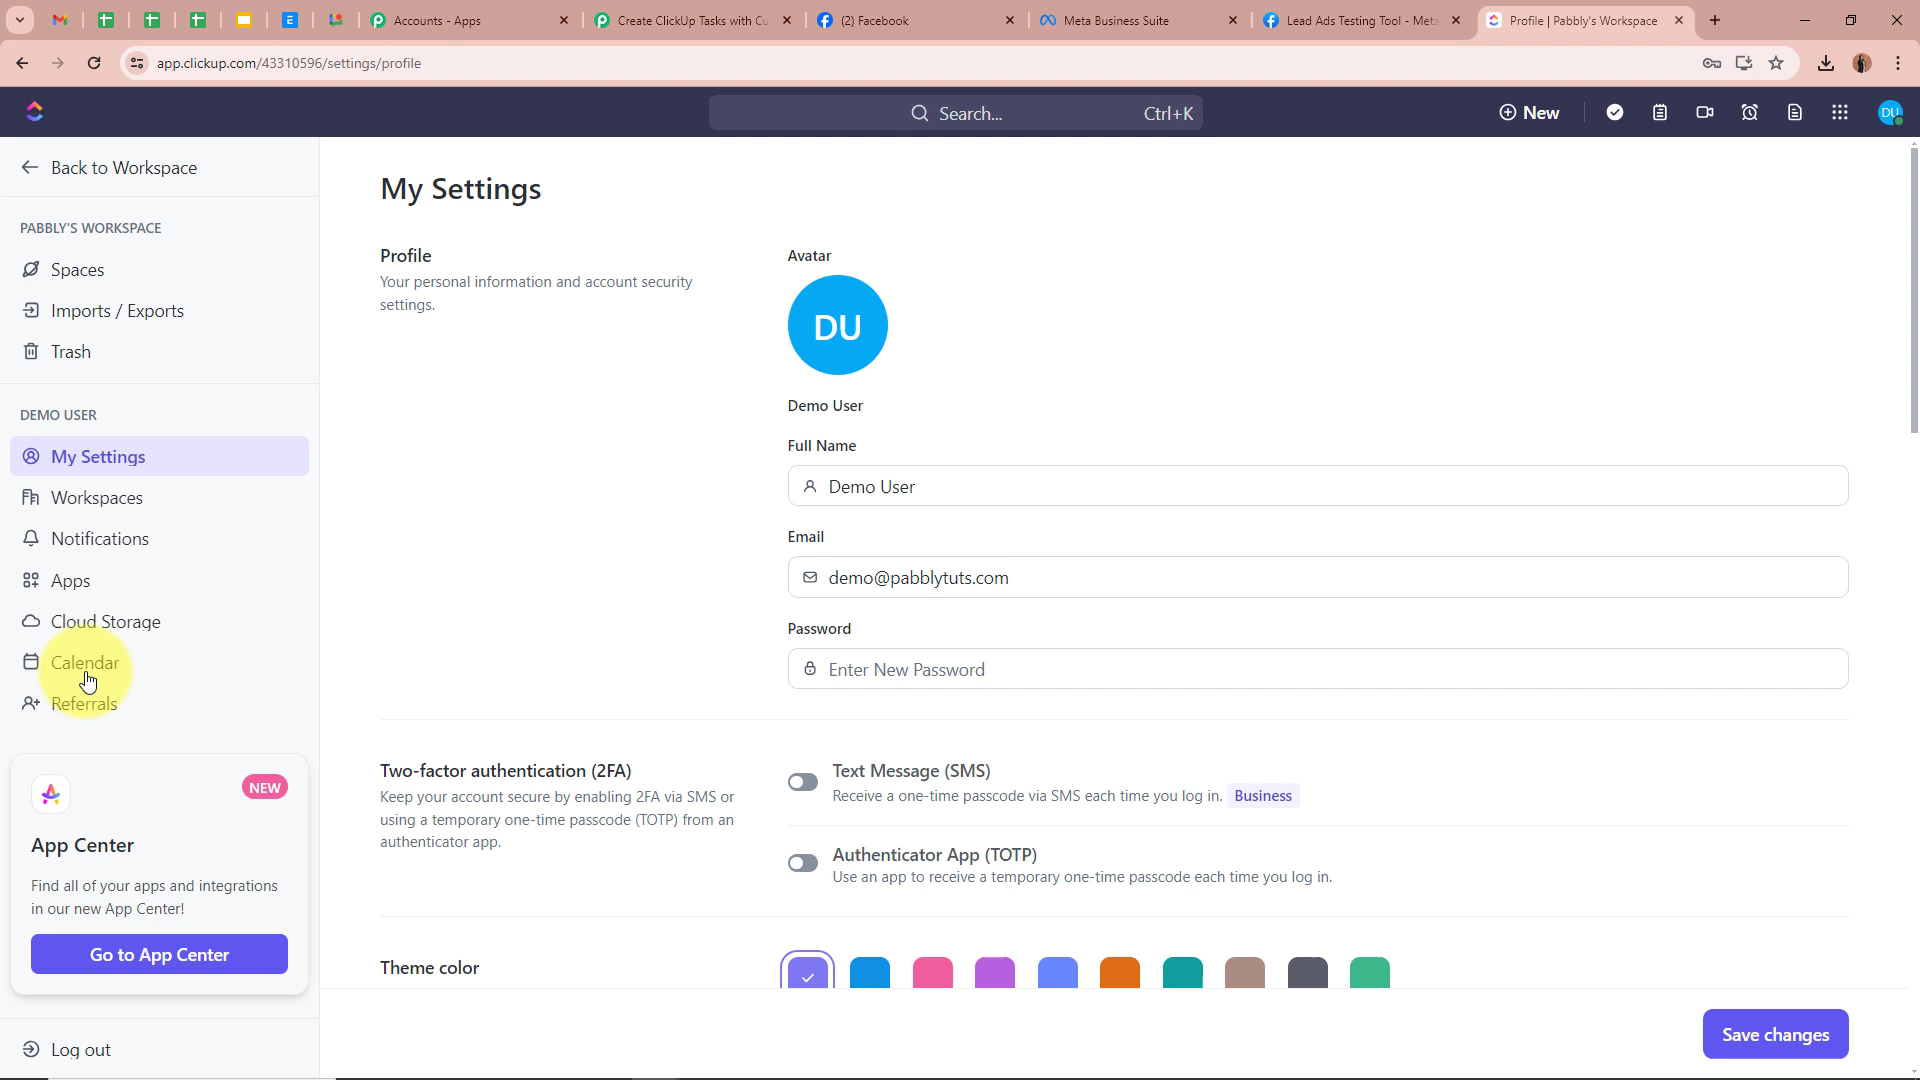 Accounts - Apps
Create ClickUp Tasks with Cu
(2) Facebook
Meta Business Suite
Lead Ads Testing Tool - Meta
Profile | Pabbly's Workspace
app.clickup.com/43310596/settings/profile
Search...
Ctrl+K
New
DU
Back to Workspace
PABBLY'S WORKSPACE
Spaces
Imports / Exports
Trash
DEMO USER
My Settings
Workspaces
Notifications
Apps
Cloud Storage
Calendar
Referrals
NEW
App Center
Find all of your apps and integrations
in our new App Center!
Go to App Center
Log out
My Settings
Profile
Your personal information and account security
settings.
Avatar
DU
Demo User
Full Name
Demo User
Email
demo@pabblytuts.com
Password
Enter New Password
Two-factor authentication (2FA)
Keep your account secure by enabling 2FA via SMS or
using a temporary one-time passcode (TOTP) from an
authenticator app.
Text Message (SMS)
Receive a one-time passcode via SMS each time you log in.
Business
Authenticator App (TOTP)
Use an app to receive a temporary one-time passcode each time you log in.
Theme color
Save changes